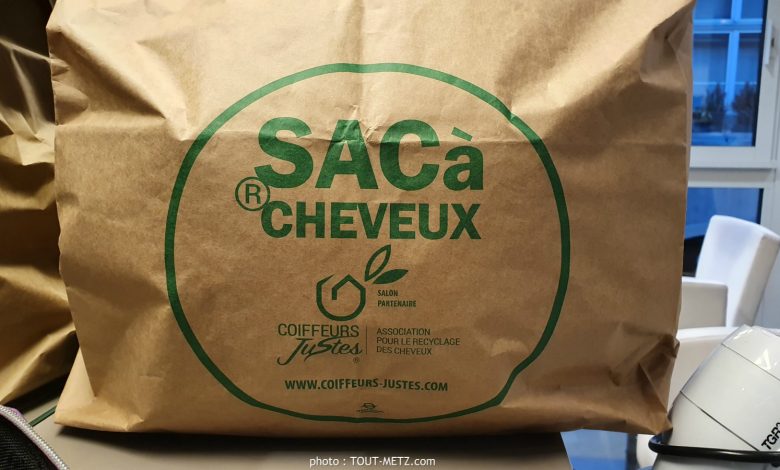 SACà
®
CHEVEUX
SALON
PARTENAIRE
COIFFEURS
Justes®
ASSOCIATION
POUR LE RECYCLAGE
DES CHEVEUX
WWW.COIFFEURS-JUSTES.COM
photo : TOUT-METZ.com